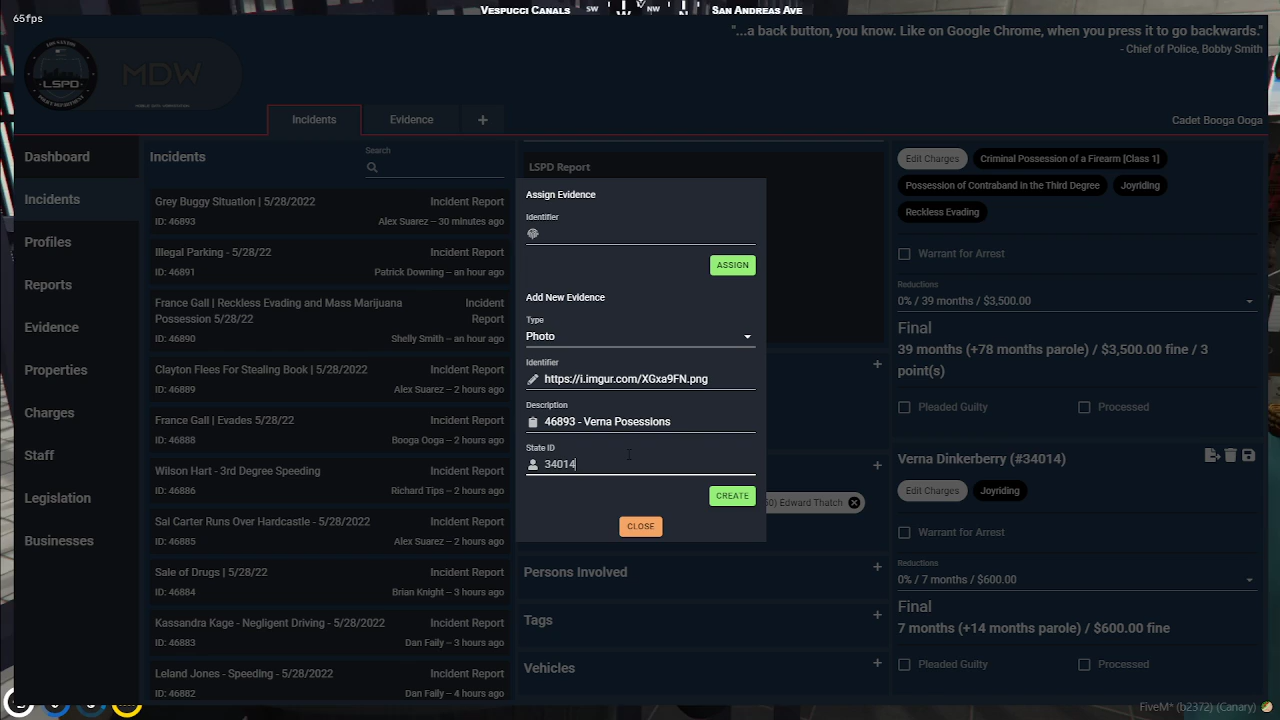 65fps
Vespucci Canals SW W NW San Andreas Ave
"...a back button, you know. Like on Google Chrome, when you press it to go backwards."
- Chief of Police, Bobby Smith
LSPD
MDW
Incidents
Evidence
+
Cadet Booga Ooga
Dashboard
Incidents
Profiles
Reports
Evidence
Properties
Charges
Staff
Legislation
Businesses
Incidents
Search
Grey Buggy Situation | 5/28/2022 Incident Report
ID: 46893 Alex Suarez – 30 minutes ago
Illegal Parking - 5/28/22 Incident Report
ID: 46891 Patrick Downing – an hour ago
France Gall | Reckless Evading and Mass Marijuana Incident
Possession 5/28/22 Report
ID: 46890 Shelly Smith – an hour ago
Clayton Flees For Stealing Book | 5/28/22 Incident Report
ID: 46889 Alex Suarez – 2 hours ago
France Gall | Evades 5/28/22 Incident Report
ID: 46888 Booga Ooga – 2 hours ago
Wilson Hart - 3rd Degree Speeding Incident Report
ID: 46886 Richard Tips – 2 hours ago
Sal Carter Runs Over Hardcastle - 5/28/22 Incident Report
ID: 46885 Alex Suarez – 2 hours ago
Sale of Drugs | 5/28/22 Incident Report
ID: 46884 Brian Knight – 3 hours ago
Kassandra Kage - Negligent Driving - 5/28/2022 Incident Report
ID: 46883 Dan Faily – 3 hours ago
Leland Jones - Speeding - 5/28/2022 Incident Report
ID: 46882 Dan Faily – 4 hours ago
LSPD Report
Assign Evidence
Identifier
ASSIGN
Add New Evidence
Type
Photo
Identifier
https://i.imgur.com/XGxa9FN.png
Description
46893 - Verna Posessions
State ID
34014
CREATE
CLOSE
+
+
Edward Thatch
Persons Involved +
Tags +
Vehicles +
Edit Charges Criminal Possession of a Firearm [Class 1]
Possession of Contraband in the Third Degree Joyriding
Reckless Evading
Warrant for Arrest
Reductions
0% / 39 months / $3,500.00
Final
39 months (+78 months parole) / $3,500.00 fine / 3
point(s)
Pleaded Guilty Processed
Verna Dinkerberry (#34014)
Edit Charges Joyriding
Warrant for Arrest
Reductions
0% / 7 months / $600.00
Final
7 months (+14 months parole) / $600.00 fine
Pleaded Guilty Processed
FiveM* (b2372) (Canary)